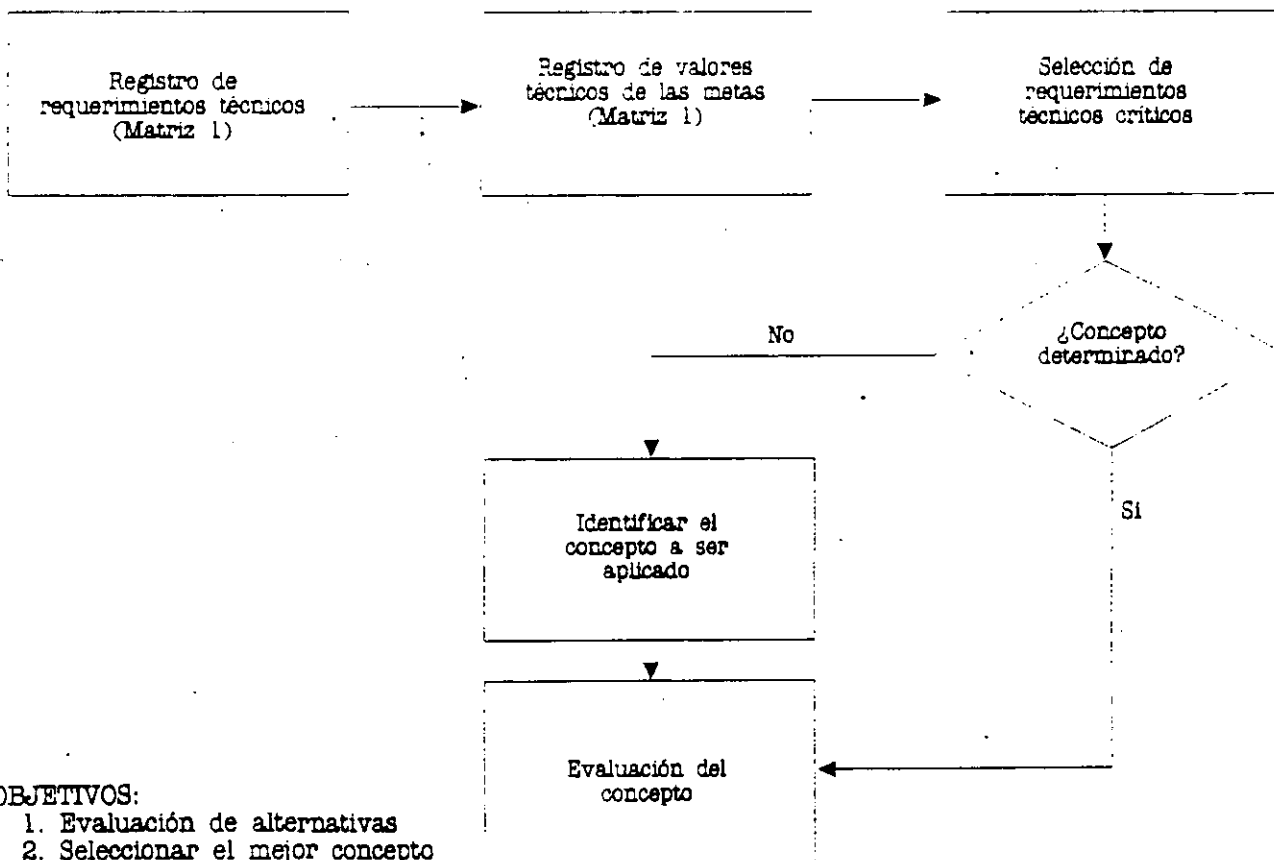 Registro de
requerimientos técnicos
(Matriz 1)
Registro de valores
técnicos de las metas
(Matriz 1)
Selección de
requerimientos
técnicos críticos
¿Concepto
determinado?
No
Si
Identificar el
concepto a ser
aplicado
Evaluación del
concepto
OBJETIVOS:
1. Evaluación de alternativas
2. Seleccionar el mejor concepto